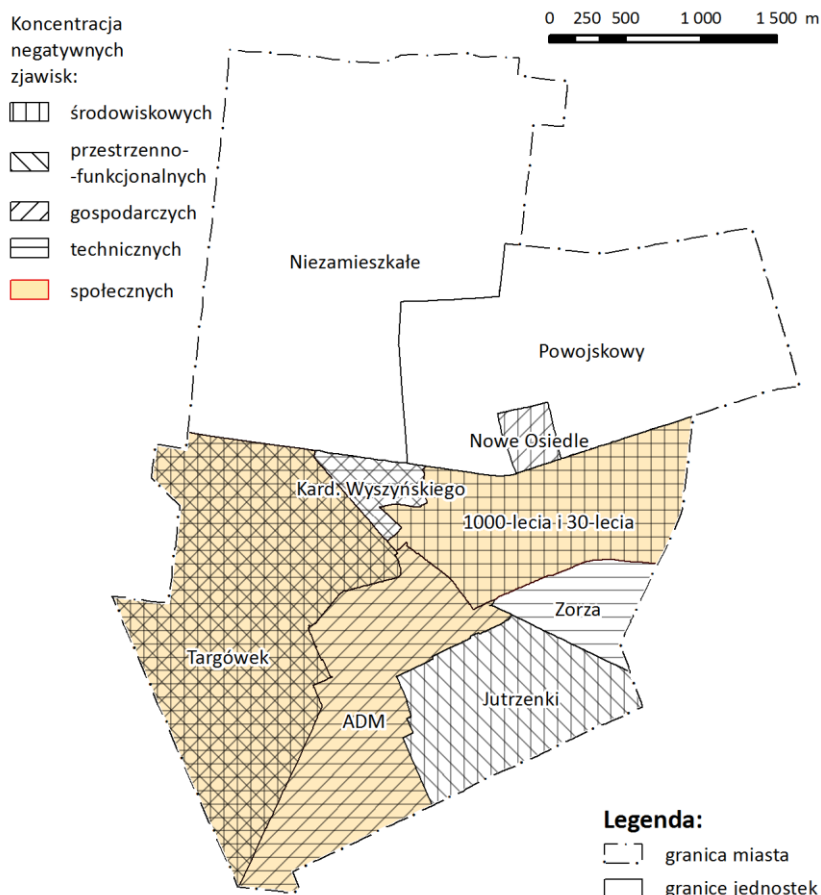 Koncentracja
negatywnych
zjawisk:
środowiskowych
przestrzenno-
-funkcjonalnych
gospodarczych
technicznych
społecznych
0 250 500 1 000 1 500 m
Niezamieszkałe
Powojskowy
Nowe Osiedle
Kard. Wyszyńskiego
1000-lecia i 30-lecia
Zorza
Targówek
Jutrzenki
ADM
Legenda:
granica miasta
granice jednostek